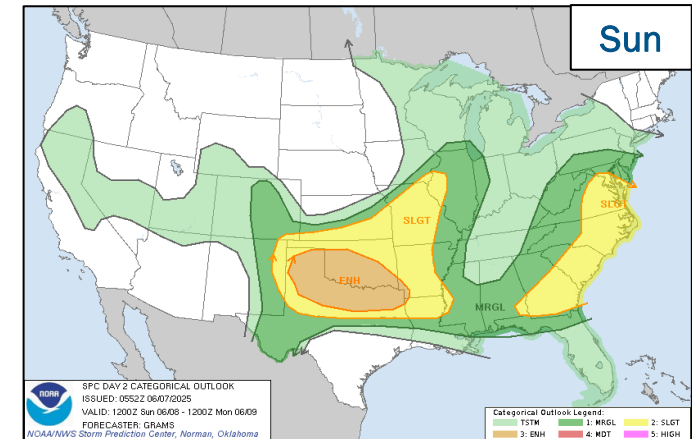 Sun
SLGT
SLGT
ENH
MRGL
SPC DAY 2 CATEGORICAL OUTLOOK
ISSUED: 0552Z 06/07/2025
VALID: 1200Z Sun 06/08 - 1200Z Mon 06/09
FORECASTER: GRAMS
NOAA/NWS Storm Prediction Center, Norman, Oklahoma
NOAA
Categorical Outlook Legend:
TSTM 1: MRGL 2: SLGT
3: ENH 4: MDT 5: HIGH